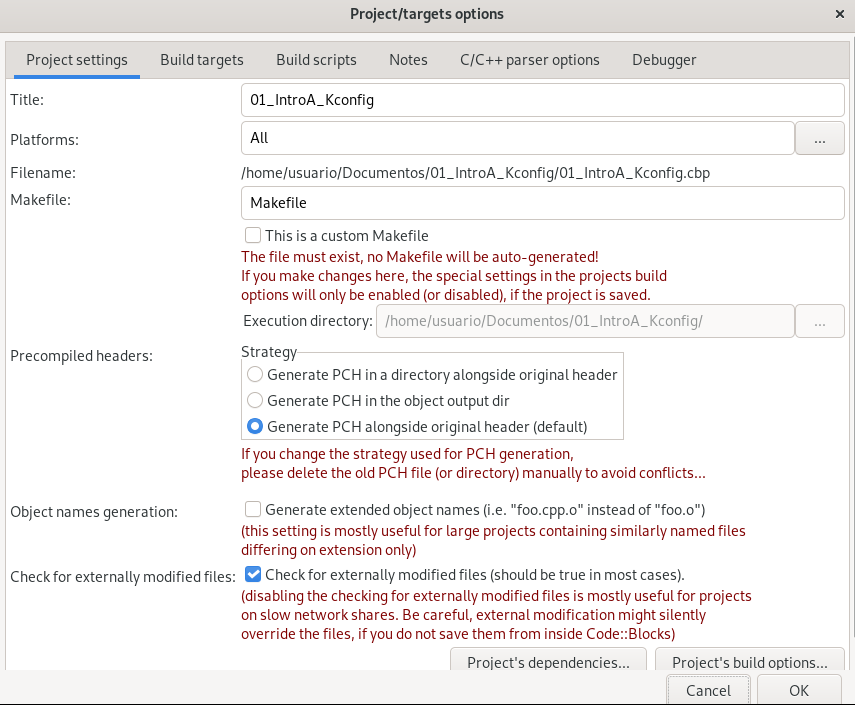 Project/targets options
Project settings Build targets Build scripts Notes C/C++ parser options Debugger
Title: 01_IntroA_Kconfig
Platforms: All ...
Filename: /home/usuario/Documentos/01_IntroA_Kconfig/01_IntroA_Kconfig.cbp
Makefile: Makefile
This is a custom Makefile
The file must exist, no Makefile will be auto-generated!
If you make changes here, the special settings in the projects build
options will only be enabled (or disabled), if the project is saved.
Execution directory: /home/usuario/Documentos/01_IntroA_Kconfig/ ...
Precompiled headers: Strategy
Generate PCH in a directory alongside original header
Generate PCH in the object output dir
Generate PCH alongside original header (default)
If you change the strategy used for PCH generation,
please delete the old PCH file (or directory) manually to avoid conflicts...
Object names generation: Generate extended object names (i.e. "foo.cpp.o" instead of "foo.o")
(this setting is mostly useful for large projects containing similarly named files
differing on extension only)
Check for externally modified files: Check for externally modified files (should be true in most cases).
(disabling the checking for externally modified files is mostly useful for projects
on slow network shares. Be careful, external modification might silently
override the files, if you do not save them from inside Code::Blocks)
Project's dependencies... Project's build options...
Cancel OK